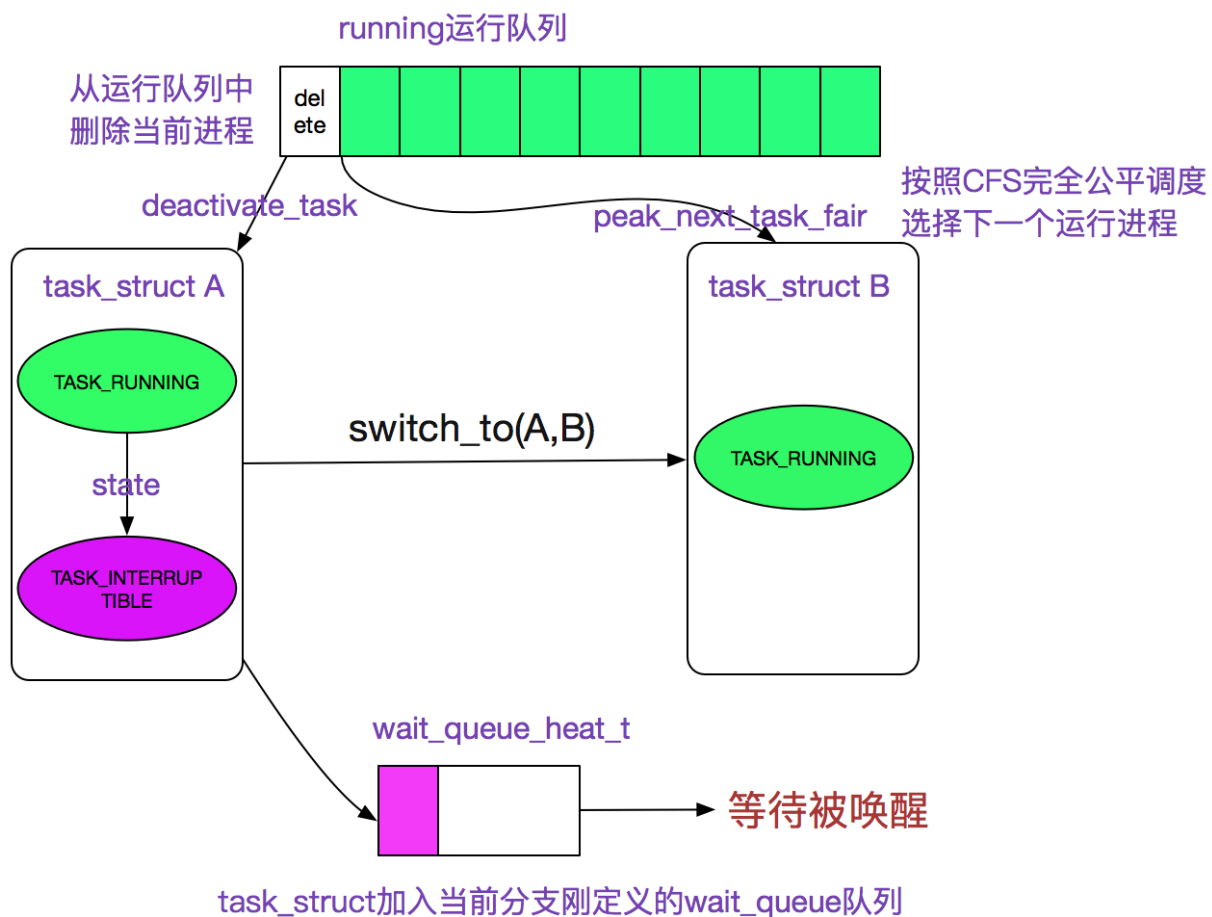 running运行队列
从运行队列中
删除当前进程
del
ete
按照CFS完全公平调度
选择下一个运行进程
deactivate_task
peak_next_task_fair
task_struct A
task_struct B
TASK_RUNNING
switch_to(A,B)
TASK_RUNNING
state
TASK_INTERRUP
TIBLE
wait_queue_heat_t
等待被唤醒
task_struct加入当前分支刚定义的wait_queue队列